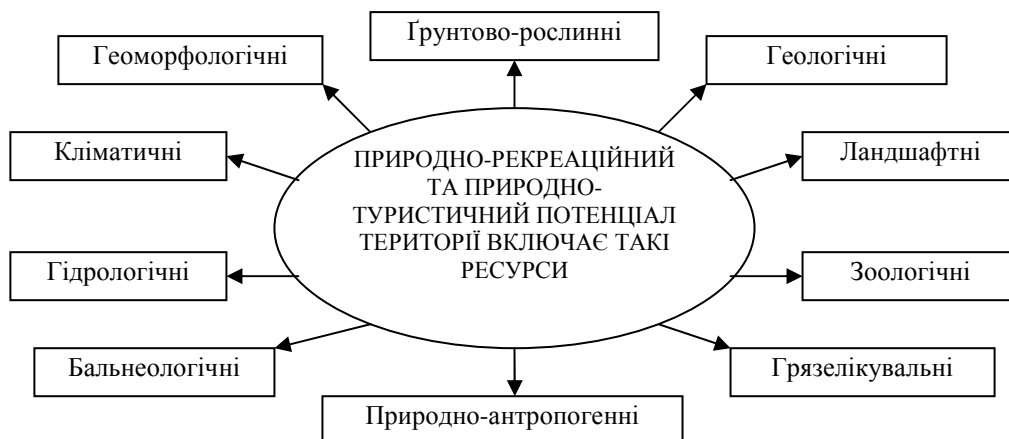 Ґрунтово-рослинні
Геоморфологічні
Геологічні
Кліматичні
Ландшафтні
ПРИРОДНО-РЕКРЕАЦІЙНИЙ
ТА ПРИРОДНО-
ТУРИСТИЧНИЙ ПОТЕНЦІАЛ
ТЕРИТОРІЇ ВКЛЮЧАЄ ТАКІ
РЕСУРСИ
Гідрологічні
Зоологічні
Бальнеологічні
Грязелікувальні
Природно-антропогенні